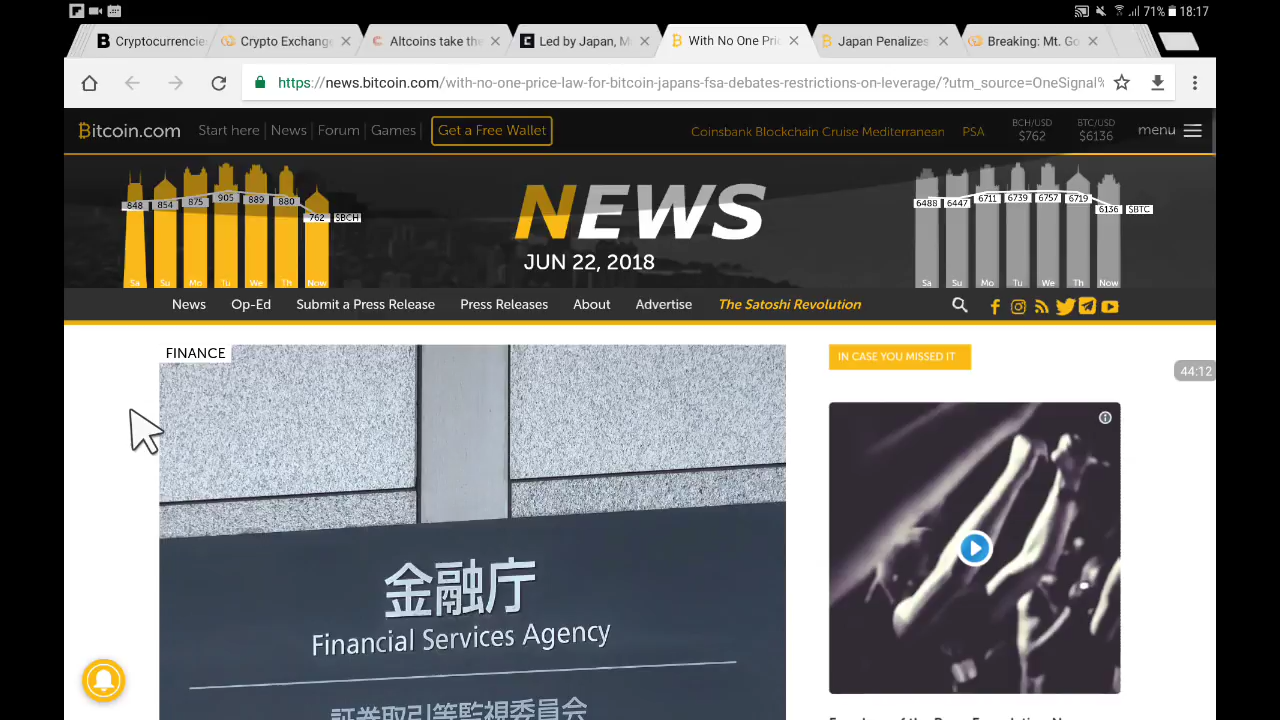 71% 18:17
Cryptocurrencie
Crypto Exchang
Altcoins take the
Led by Japan, M
With No One Pri
Japan Penalizes
Breaking: Mt. Go
https://news.bitcoin.com/with-no-one-price-law-for-bitcoin-japans-fsa-debates-restrictions-on-leverage/?utm_source=OneSignal%
Bitcoin.com Start here News Forum Games Get a Free Wallet Coinsbank Blockchain Cruise Mediterranean PSA
BCH/USD
$762
BTC/USD
$6136
menu
848 854 875 905 889 880 762 $BCH
Sa Su Mo Tu We Th Now
NEWS
JUN 22, 2018
6488 6447 6711 6739 6757 6719 6136 $BTC
Sa Su Mo Tu We Th Now
News Op-Ed Submit a Press Release Press Releases About Advertise The Satoshi Revolution
FINANCE
IN CASE YOU MISSED IT
44:12
金融庁
Financial Services Agency
証券取引等監視委員会